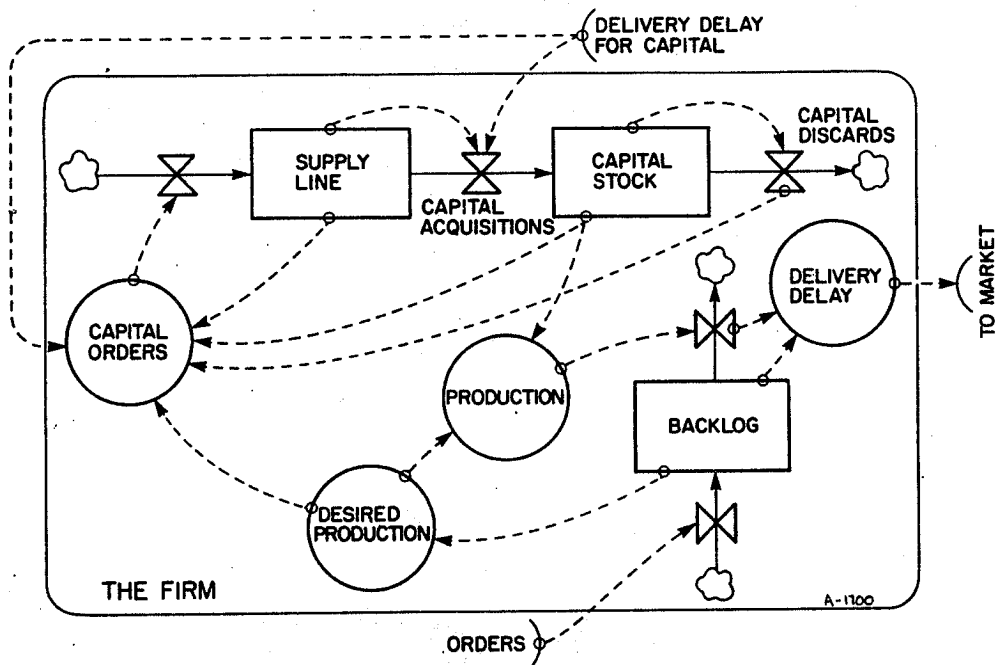 DELIVERY DELAY
FOR CAPITAL
CAPITAL
DISCARDS
SUPPLY
LINE
CAPITAL
STOCK
CAPITAL
ACQUISITIONS
DELIVERY
DELAY
TO MARKET
CAPITAL
ORDERS
PRODUCTION
BACKLOG
DESIRED
PRODUCTION
THE FIRM
A-1700
ORDERS